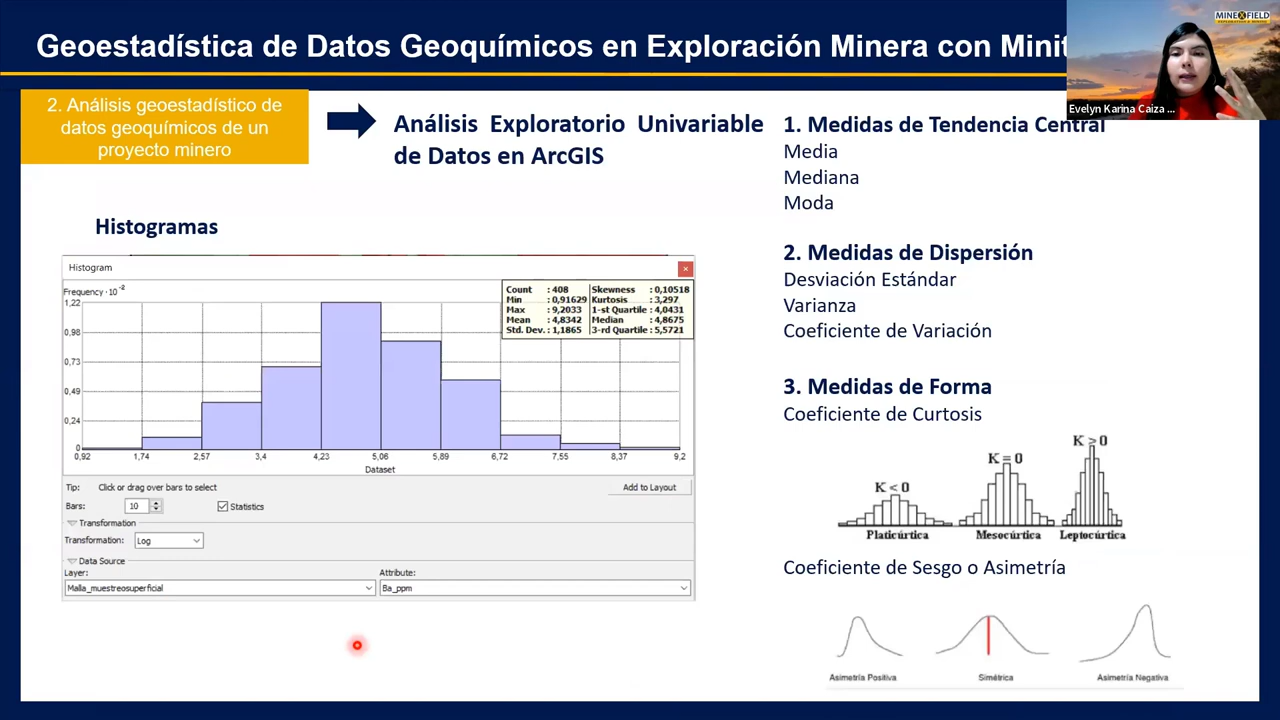 Geoestadística de Datos Geoquímicos en Exploración Minera con Minit
MINEXFIELD
EXPLORATION & MINING
Evelyn Karina Caiza ...
2. Análisis geoestadístico de
datos geoquímicos de un
proyecto minero
Análisis Exploratorio Univariable
de Datos en ArcGIS
Histogramas
Histogram
Frequency · 10⁻²
1,22
0,98
0,73
0,49
0,24
0
0,92 1,74 2,57 3,4 4,23 5,06 5,89 6,72 7,55 8,37 9,2
Dataset
Count : 408 Skewness : 0,10518
Min : 0,91629 Kurtosis : 3,297
Max : 9,2033 1-st Quartile : 4,0431
Mean : 4,8342 Median : 4,8675
Std. Dev. : 1,1865 3-rd Quartile : 5,5721
Tip: Click or drag over bars to select
Add to Layout
Bars: 10 Statistics
Transformation
Transformation: Log
Data Source
Layer: Attribute:
Malla_muestreosuperficial Ba_ppm
1. Medidas de Tendencia Central
Media
Mediana
Moda
2. Medidas de Dispersión
Desviación Estándar
Varianza
Coeficiente de Variación
3. Medidas de Forma
Coeficiente de Curtosis
K < 0 K = 0 K > 0
Platicúrtica Mesocúrtica Leptocúrtica
Coeficiente de Sesgo o Asimetría
Asimetría Positiva Simétrica Asimetría Negativa